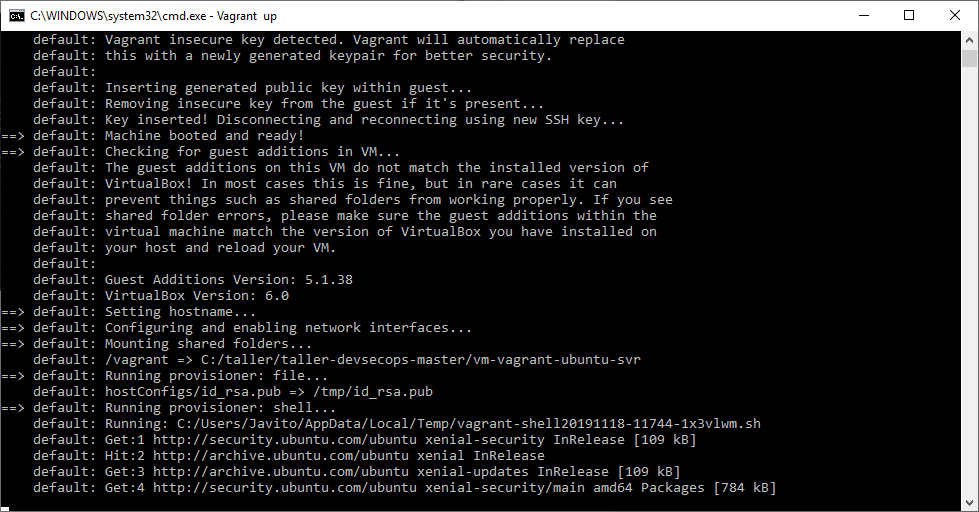 C:\WINDOWS\system32\cmd.exe - Vagrant  up
default: Vagrant insecure key detected. Vagrant will automatically replace
default: this with a newly generated keypair for better security.
default:
default: Inserting generated public key within guest...
default: Removing insecure key from the guest if it's present...
default: Key inserted! Disconnecting and reconnecting using new SSH key...
==> default: Machine booted and ready!
==> default: Checking for guest additions in VM...
default: The guest additions on this VM do not match the installed version of
default: VirtualBox! In most cases this is fine, but in rare cases it can
default: prevent things such as shared folders from working properly. If you see
default: shared folder errors, please make sure the guest additions within the
default: virtual machine match the version of VirtualBox you have installed on
default: your host and reload your VM.
default:
default: Guest Additions Version: 5.1.38
default: VirtualBox Version: 6.0
==> default: Setting hostname...
==> default: Configuring and enabling network interfaces...
==> default: Mounting shared folders...
default: /vagrant => C:/taller/taller-devsecops-master/vm-vagrant-ubuntu-svr
==> default: Running provisioner: file...
default: hostConfigs/id_rsa.pub => /tmp/id_rsa.pub
==> default: Running provisioner: shell...
default: Running: C:/Users/Javito/AppData/Local/Temp/vagrant-shell20191118-11744-1x3vlwm.sh
default: Get:1 http://security.ubuntu.com/ubuntu xenial-security InRelease [109 kB]
default: Hit:2 http://archive.ubuntu.com/ubuntu xenial InRelease
default: Get:3 http://archive.ubuntu.com/ubuntu xenial-updates InRelease [109 kB]
default: Get:4 http://security.ubuntu.com/ubuntu xenial-security/main amd64 Packages [784 kB]